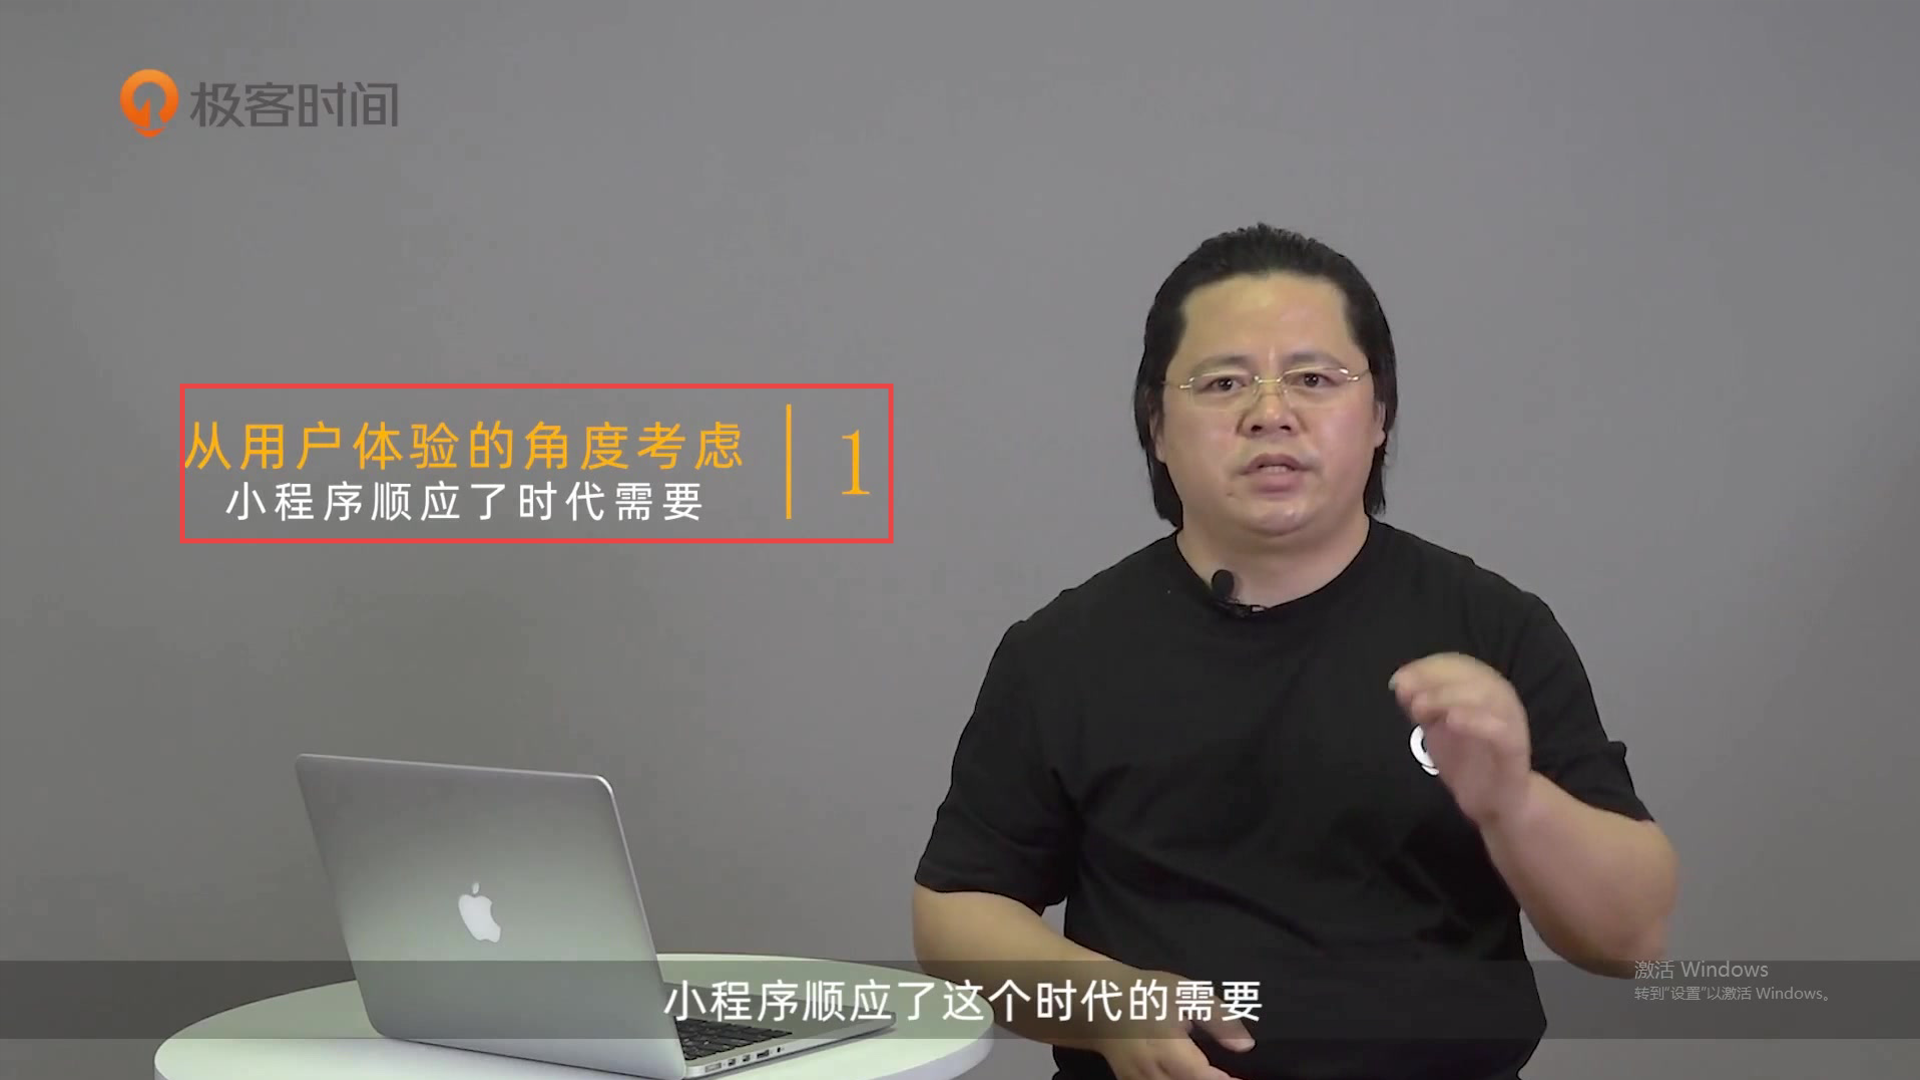 极客时间
从用户体验的角度考虑
小程序顺应了时代需要
1
小程序顺应了这个时代的需要
激活 Windows
转到“设置”以激活 Windows。